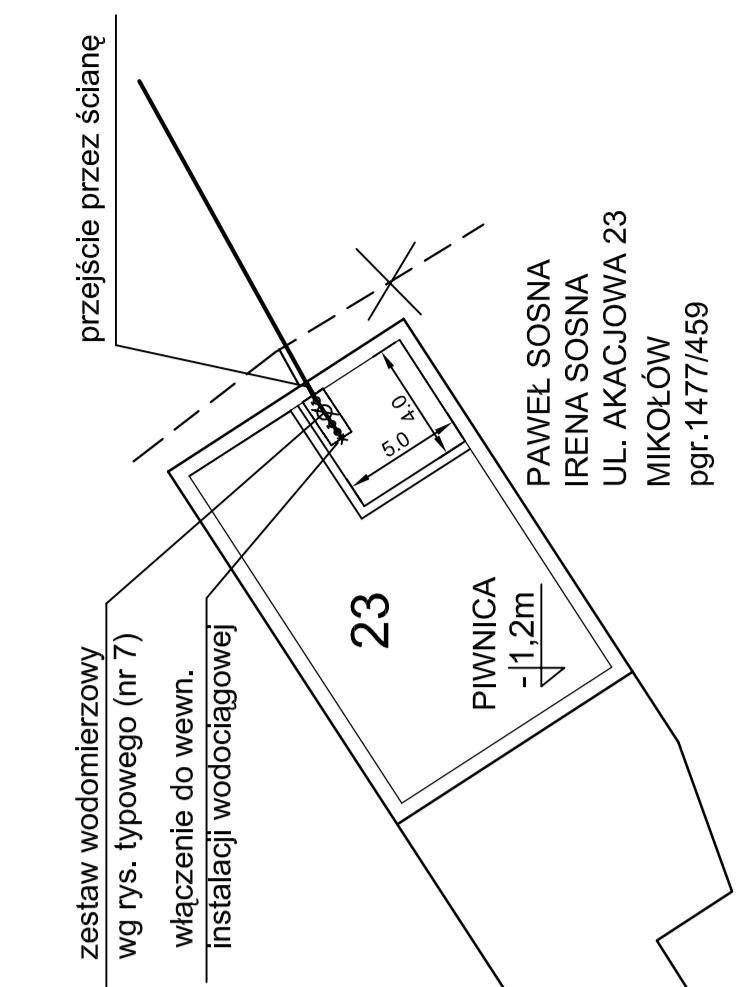 przejście przez ścianę
zestaw wodomierzowy
wg rys. typowego (nr 7)
włączenie do wewn.
instalacji wodociągowej
23
5.0
4.0
PIWNICA
-1,2m
PAWEŁ SOSNA
IRENA SOSNA
UL. AKACJOWA 23
MIKOŁÓW
pgr.1477/459